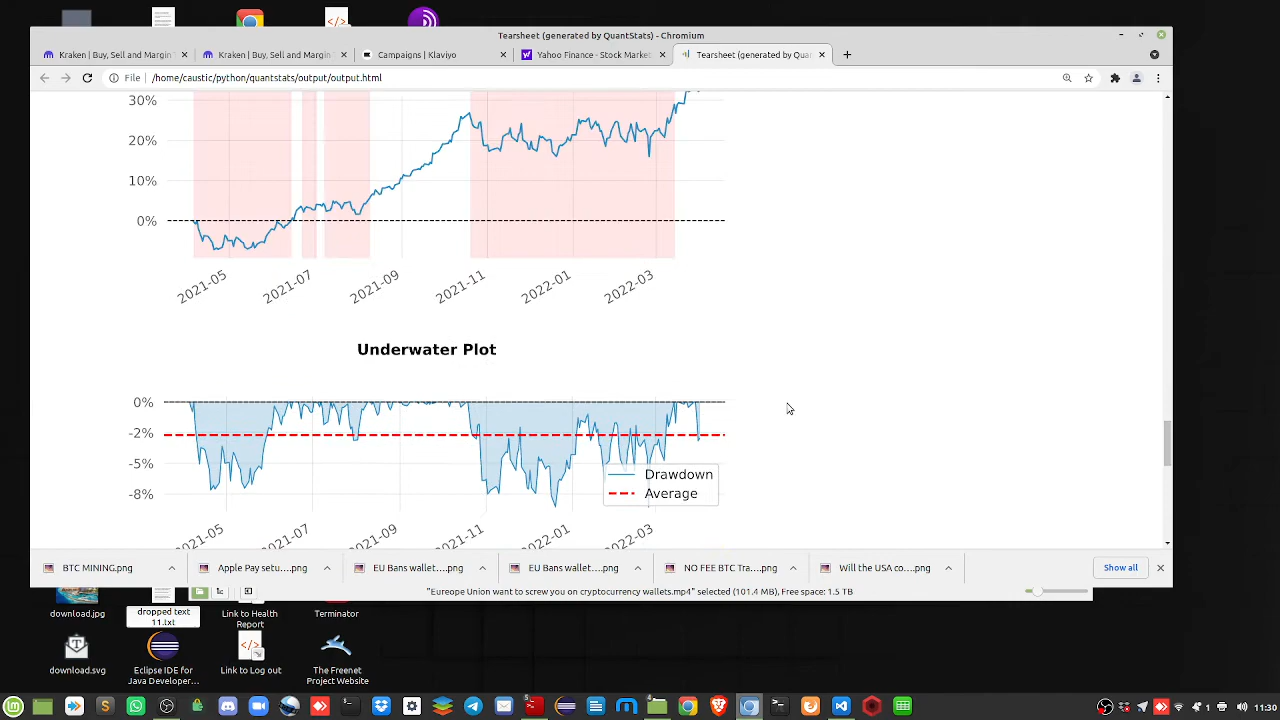 Tearsheet (generated by QuantStats) - Chromium
Kraken | Buy, Sell and Margin
Kraken | Buy, Sell and Margin
Campaigns | Klaviyo
Yahoo Finance - Stock Market
Tearsheet (generated by Qua
File
/home/caustic/python/quantstats/output/output.html
30%
20%
10%
0%
2021-05
2021-07
2021-09
2021-11
2022-01
2022-03
Underwater Plot
0%
-2%
-5%
-8%
Drawdown
Average
2021-05
2021-07
2021-09
2021-11
2022-01
2022-03
BTC MINING.png
Apple Pay setu....png
EU Bans wallet....png
EU Bans wallet....png
NO FEE BTC Tra....png
Will the USA co....png
Show all
"Eureope Union want to screw you on cryptocurrency wallets.mp4" selected (101.4 MB), Free space: 1.5 TB
download.jpg
dropped text
11.txt
Link to Health
Report
Terminator
download.svg
Eclipse IDE for
Java Developer...
Link to Log out
The Freenet
Project Website
5
4
1
11:30